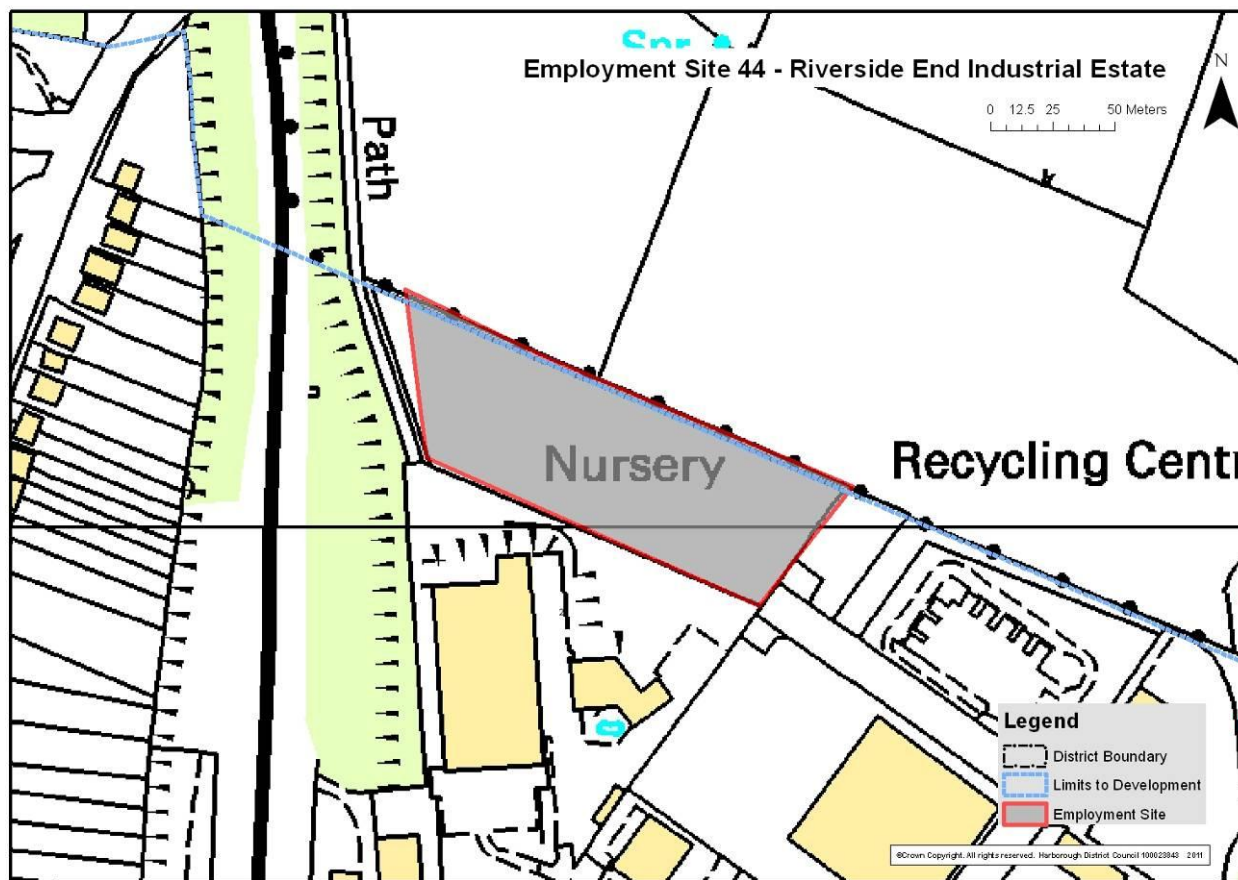 Employment Site 44 - Riverside End Industrial Estate
0 12.5 25 50 Meters
N
Path
Nursery
Recycling Centr
Legend
District Boundary
Limits to Development
Employment Site
©Crown Copyright. All rights reserved. Harborough District Council 100023843 2011